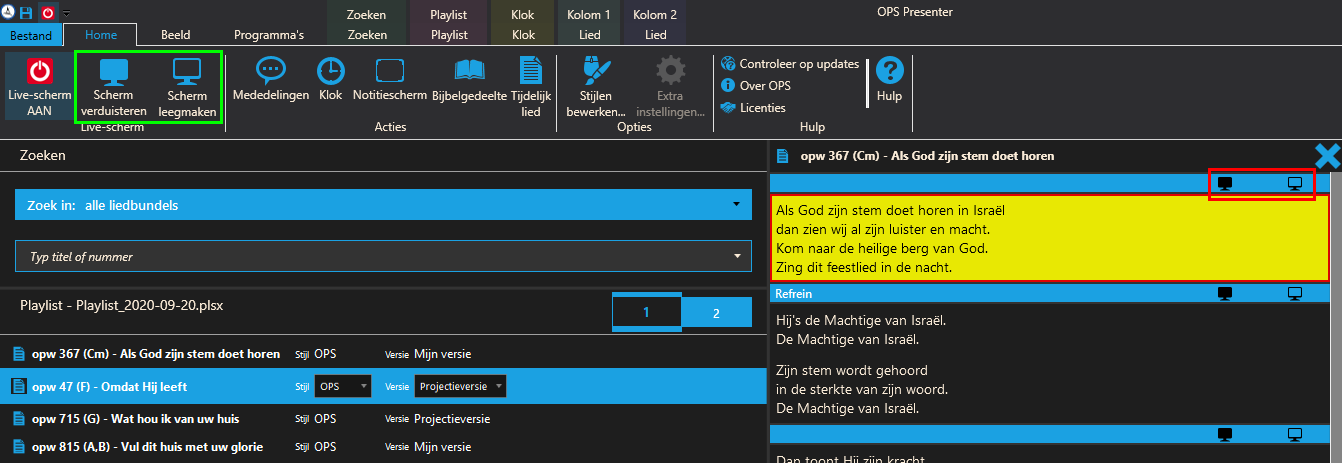 OPS Presenter
Zoeken
Playlist
Klok
Kolom 1
Kolom 2
Bestand
Home
Beeld
Programma's
Zoeken
Playlist
Klok
Lied
Lied
Live-scherm
AAN
Scherm
verduisteren
Scherm
leegmaken
Live-scherm
Mededelingen
Klok
Notitiescherm
Bijbelgedeelte
Tijdelijk
lied
Acties
Stijlen
bewerken...
Extra
instellingen...
Opties
Controleer op updates
Over OPS
Licenties
Hulp
Hulp
Zoeken
Zoek in: alle liedbundels
Typ titel of nummer
Playlist - Playlist_2020-09-20.plsx
1
2
opw 367 (Cm) - Als God zijn stem doet horen Stijl OPS Versie Mijn versie
opw 47 (F) - Omdat Hij leeft Stijl OPS Versie Projectieversie
opw 715 (G) - Wat hou ik van uw huis Stijl OPS Versie Projectieversie
opw 815 (A,B) - Vul dit huis met uw glorie Stijl OPS Versie Mijn versie
opw 367 (Cm) - Als God zijn stem doet horen
Als God zijn stem doet horen in Israël
dan zien wij al zijn luister en macht.
Kom naar de heilige berg van God.
Zing dit feestlied in de nacht.
Refrein
Hij's de Machtige van Israël.
De Machtige van Israël.
Zijn stem wordt gehoord
in de sterkte van zijn woord.
De Machtige van Israël.
Dan toont Hij zijn kracht